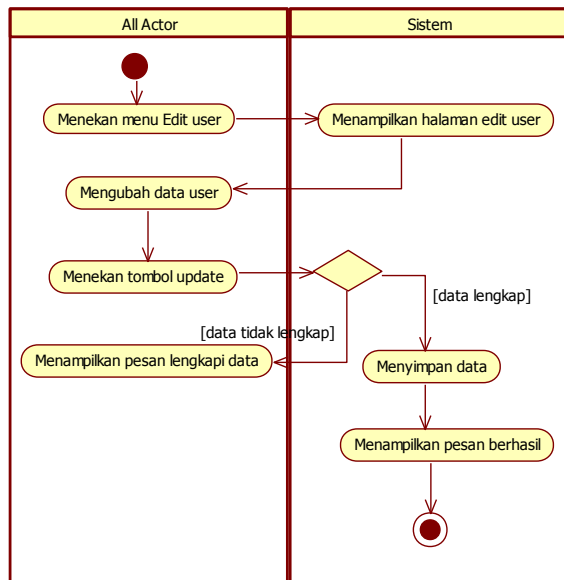 All Actor
Sistem
Menekan menu Edit user
Menampilkan halaman edit user
Mengubah data user
Menekan tombol update
[data lengkap]
[data tidak lengkap]
Menampilkan pesan lengkapi data
Menyimpan data
Menampilkan pesan berhasil